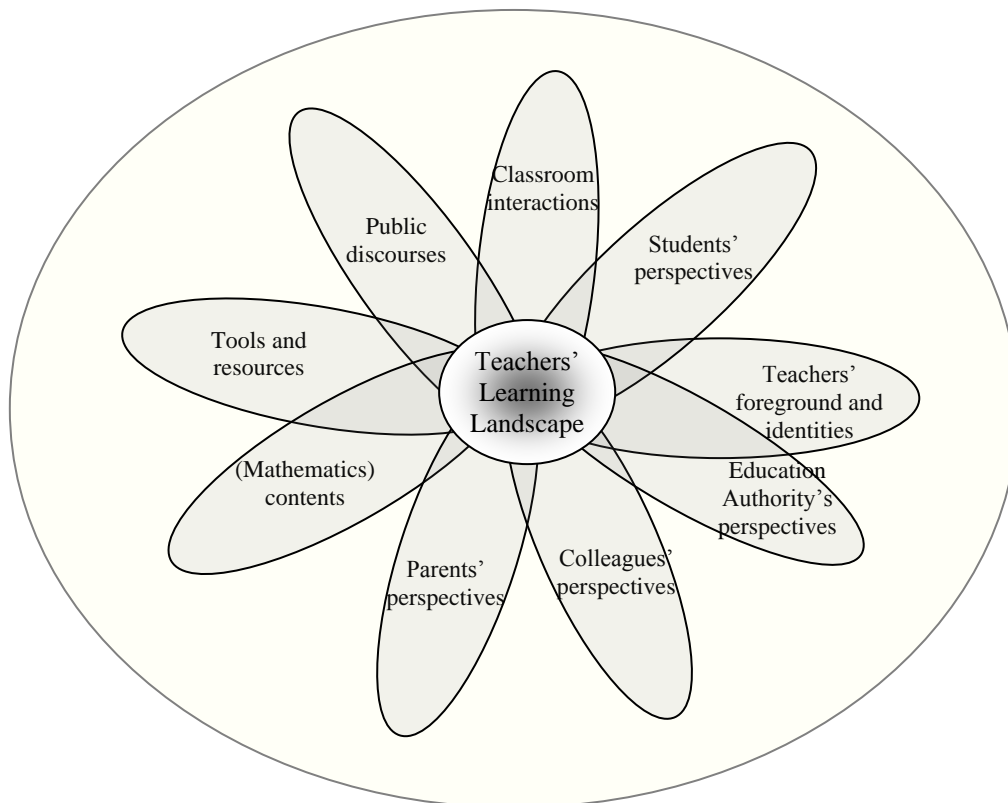 Classroom
interactions
Public
discourses
Students’
perspectives
Tools and
resources
Teachers’
Learning
Landscape
Teachers’
foreground and
identities
(Mathematics)
contents
Education
Authority’s
perspectives
Parents’
perspectives
Colleagues’
perspectives